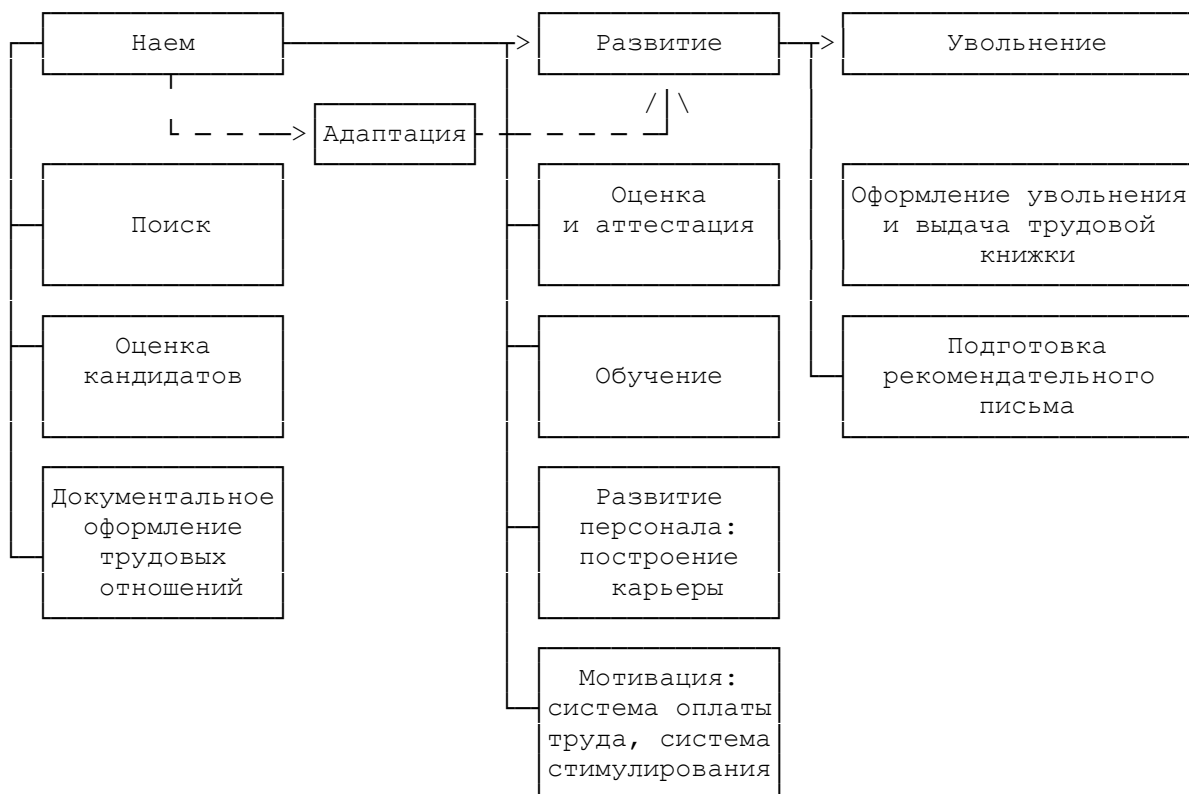 Наем
Развитие
Увольнение
Адаптация
Поиск
Оценка
и аттестация
Оформление увольнения
и выдача трудовой
книжки
Оценка
кандидатов
Обучение
Подготовка
рекомендательного
письма
Документальное
оформление
трудовых
отношений
Развитие
персонала:
построение
карьеры
Мотивация:
система оплаты
труда, система
стимулирования